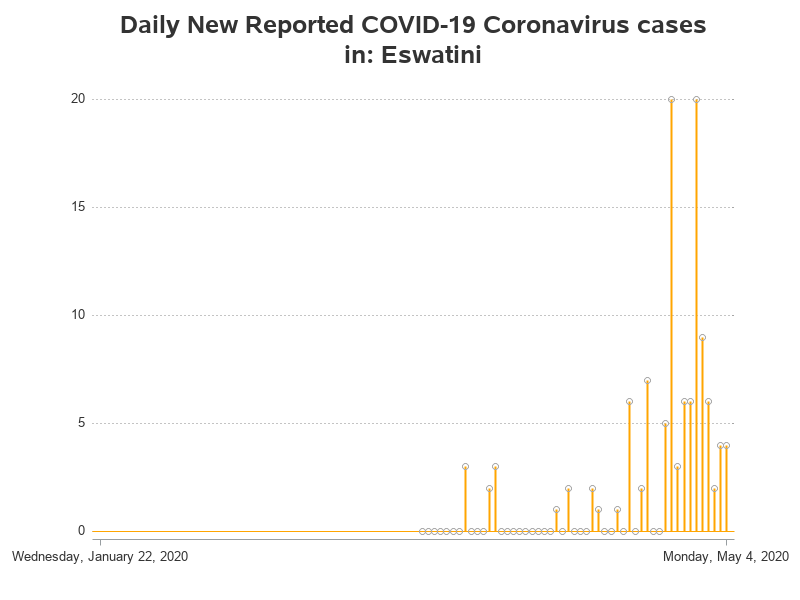 Daily New Reported COVID-19 Coronavirus cases
in: Eswatini
20
15
10
5
0
Wednesday, January 22, 2020
Monday, May 4, 2020